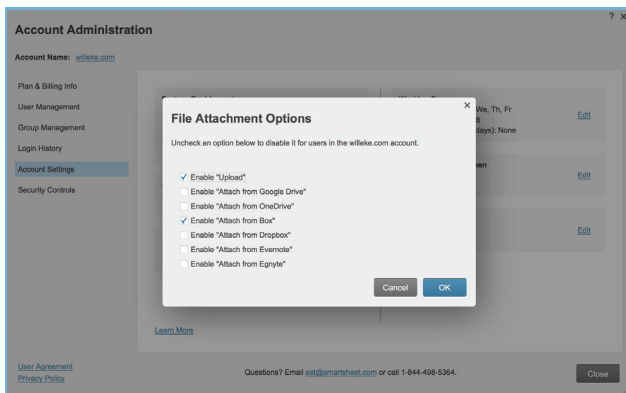 ? ×
Account Administration
Account Name: willeke.com
Plan & Billing Info
User Management
Group Management
Login History
Account Settings
Security Controls
We, Th, Fr
8
days): None
Edit
Edit
Edit
File Attachment Options
×
Uncheck an option below to disable it for users in the willeke.com account.
Enable "Upload"
Enable "Attach from Google Drive"
Enable "Attach from OneDrive"
Enable "Attach from Box"
Enable "Attach from Dropbox"
Enable "Attach from Evernote"
Enable "Attach from Egnyte"
Cancel OK
Learn More
User Agreement
Privacy Policy
Questions? Email est@smartsheet.com or call 1-844-498-5364.
Close